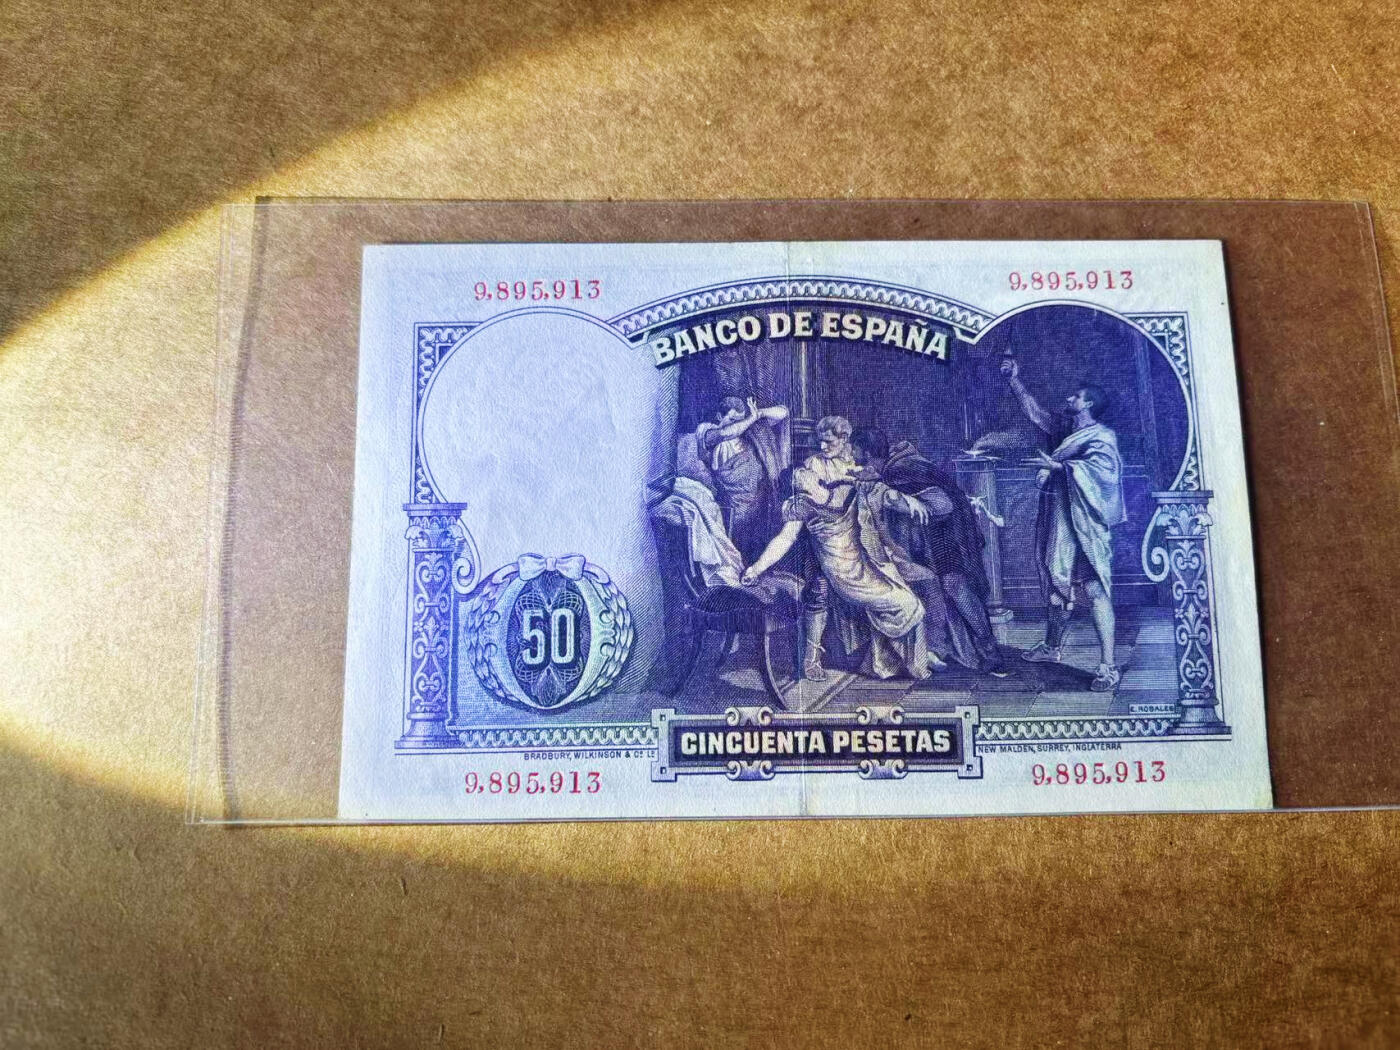 9,895,913
9,895,913
BANCO DE ESPAÑA
50
E. ROSALES
CINCUENTA PESETAS
BRADBURY, WILKINSON & Cº Lº
NEW MALDEN, SURREY, INGLATERRA
9,895,913
9,895,913